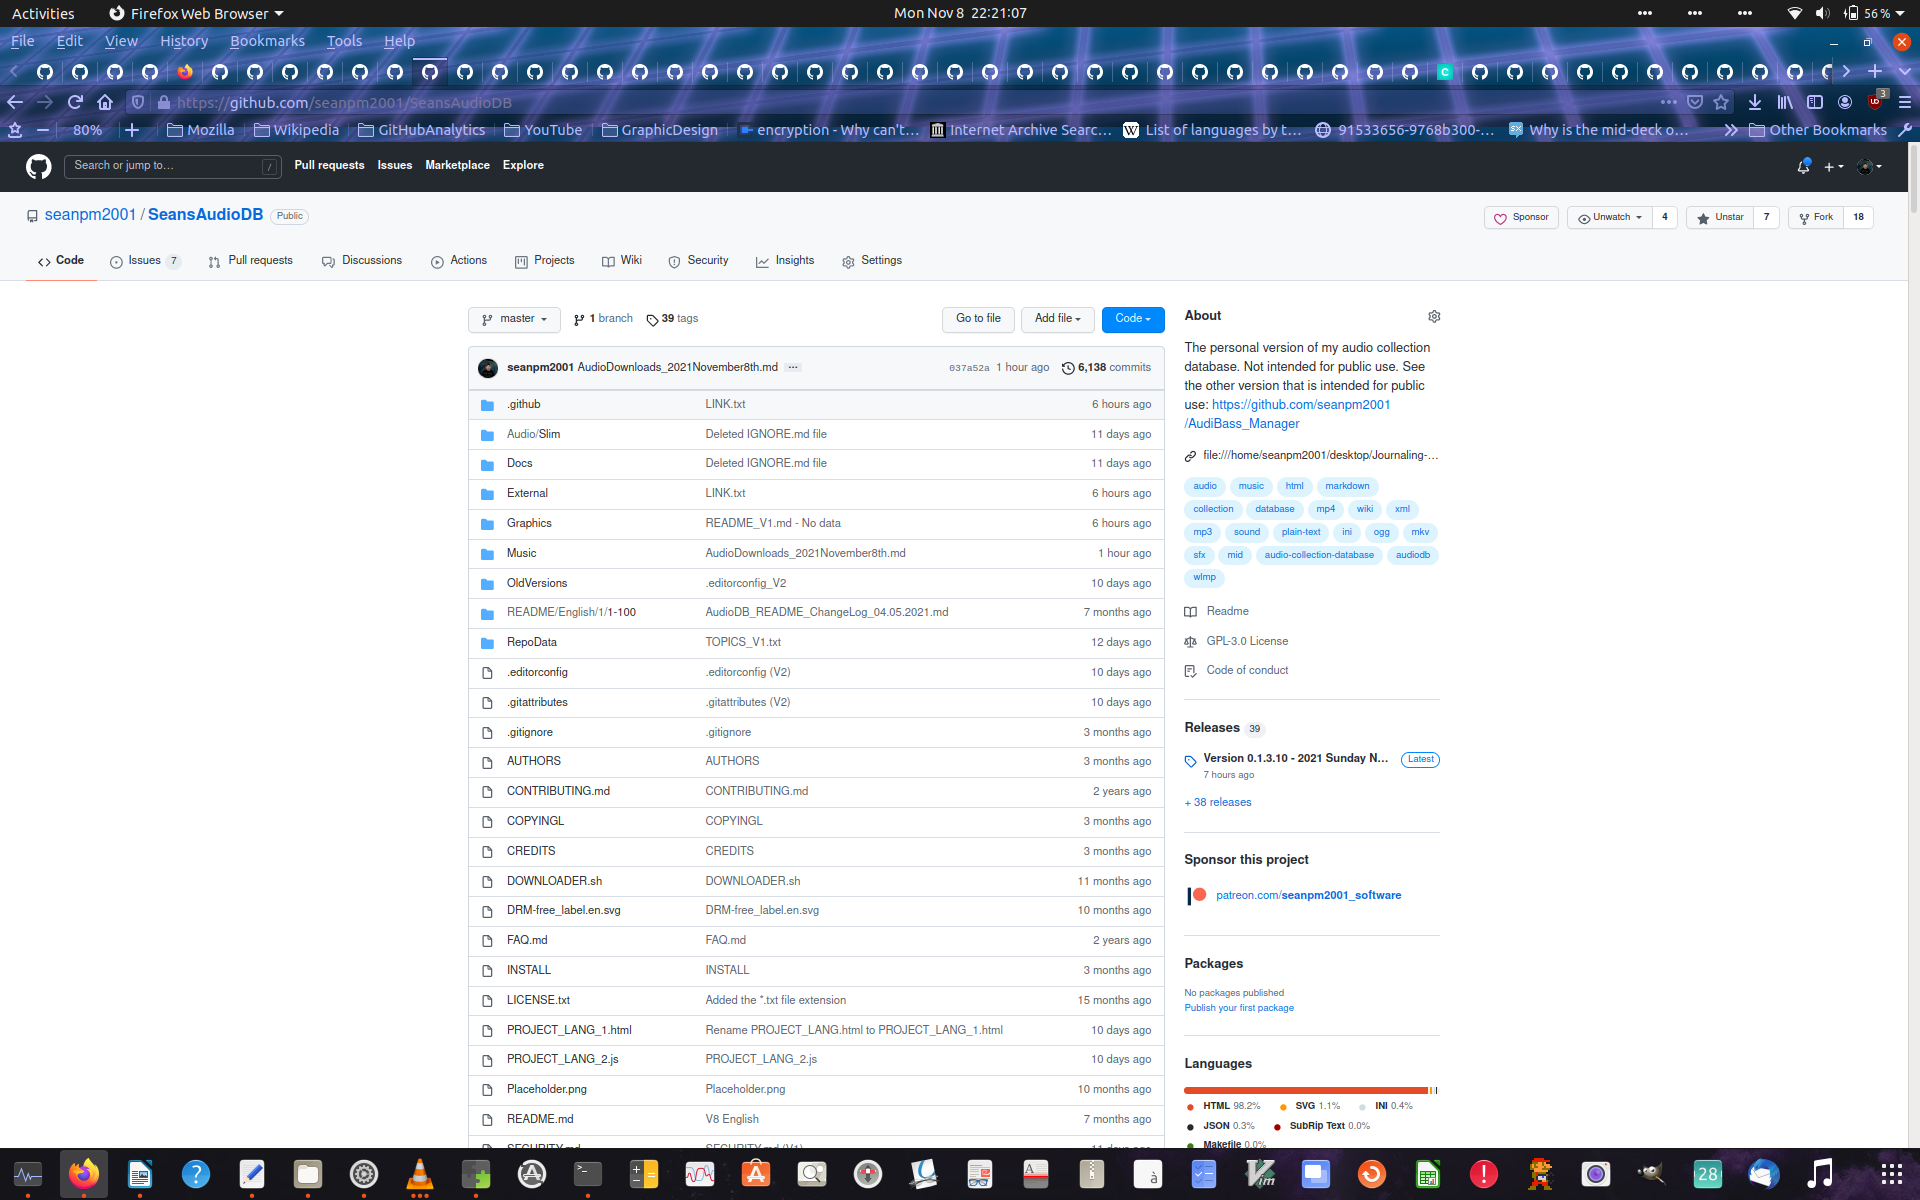 Activities Firefox Web Browser Mon Nov 8 22:21:07 56 %
File Edit View History Bookmarks Tools Help
https://github.com/seanpm2001/SeansAudioDB
80% Mozilla Wikipedia GitHubAnalytics YouTube GraphicDesign encryption - Why can't… Internet Archive Searc… List of languages by t… 91533656-9768b300-… Why is the mid-deck o… Other Bookmarks
Search or jump to… / Pull requests Issues Marketplace Explore
seanpm2001 / SeansAudioDB Public Sponsor Unwatch 4 Unstar 7 Fork 18
Code Issues 7 Pull requests Discussions Actions Projects Wiki Security Insights Settings
master 1 branch 39 tags Go to file Add file Code
seanpm2001 AudioDownloads_2021November8th.md ... 037a52a 1 hour ago 6,138 commits
.github LINK.txt 6 hours ago
Audio/Slim Deleted IGNORE.md file 11 days ago
Docs Deleted IGNORE.md file 11 days ago
External LINK.txt 6 hours ago
Graphics README_V1.md - No data 6 hours ago
Music AudioDownloads_2021November8th.md 1 hour ago
OldVersions .editorconfig_V2 10 days ago
README/English/1/1-100 AudioDB_README_ChangeLog_04.05.2021.md 7 months ago
RepoData TOPICS_V1.txt 12 days ago
.editorconfig .editorconfig (V2) 10 days ago
.gitattributes .gitattributes (V2) 10 days ago
.gitignore .gitignore 3 months ago
AUTHORS AUTHORS 3 months ago
CONTRIBUTING.md CONTRIBUTING.md 2 years ago
COPYINGL COPYINGL 3 months ago
CREDITS CREDITS 3 months ago
DOWNLOADER.sh DOWNLOADER.sh 11 months ago
DRM-free_label.en.svg DRM-free_label.en.svg 10 months ago
FAQ.md FAQ.md 2 years ago
INSTALL INSTALL 3 months ago
LICENSE.txt Added the *.txt file extension 15 months ago
PROJECT_LANG_1.html Rename PROJECT_LANG.html to PROJECT_LANG_1.html 10 days ago
PROJECT_LANG_2.js PROJECT_LANG_2.js 10 days ago
Placeholder.png Placeholder.png 10 months ago
README.md V8 English 7 months ago
SECURITY.md SECURITY.md (V1) 11 days ago
About
The personal version of my audio collection
database. Not intended for public use. See
the other version that is intended for public
use: https://github.com/seanpm2001
/AudiBass_Manager
file:///home/seanpm2001/desktop/Journaling-…
audio music html markdown
collection database mp4 wiki xml
mp3 sound plain-text ini ogg mkv
sfx mid audio-collection-database audiodb
wlmp
Readme
GPL-3.0 License
Code of conduct
Releases 39
Version 0.1.3.10 - 2021 Sunday N... Latest
7 hours ago
+ 38 releases
Sponsor this project
patreon.com/seanpm2001_software
Packages
No packages published
Publish your first package
Languages
HTML 98.2% SVG 1.1% INI 0.4%
JSON 0.3% SubRip Text 0.0%
Makefile 0.0%
28